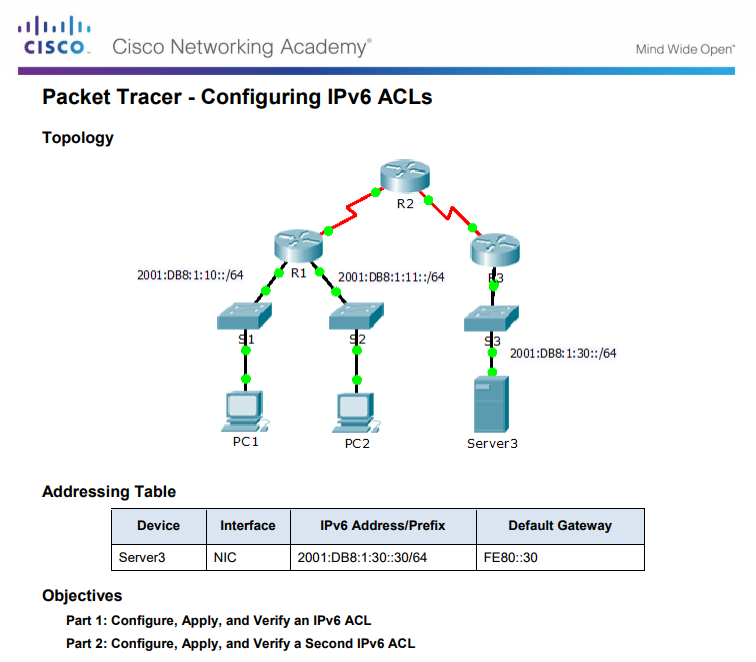 CISCO
Cisco Networking Academy®
Mind Wide Open™
Packet Tracer - Configuring IPv6 ACLs
Topology
R2
R1
R3
2001:DB8:1:10::/64
2001:DB8:1:11::/64
S1
S2
S3
2001:DB8:1:30::/64
PC1
PC2
Server3
Addressing Table
Device Interface IPv6 Address/Prefix Default Gateway
Server3 NIC 2001:DB8:1:30::30/64 FE80::30
Objectives
Part 1: Configure, Apply, and Verify an IPv6 ACL
Part 2: Configure, Apply, and Verify a Second IPv6 ACL